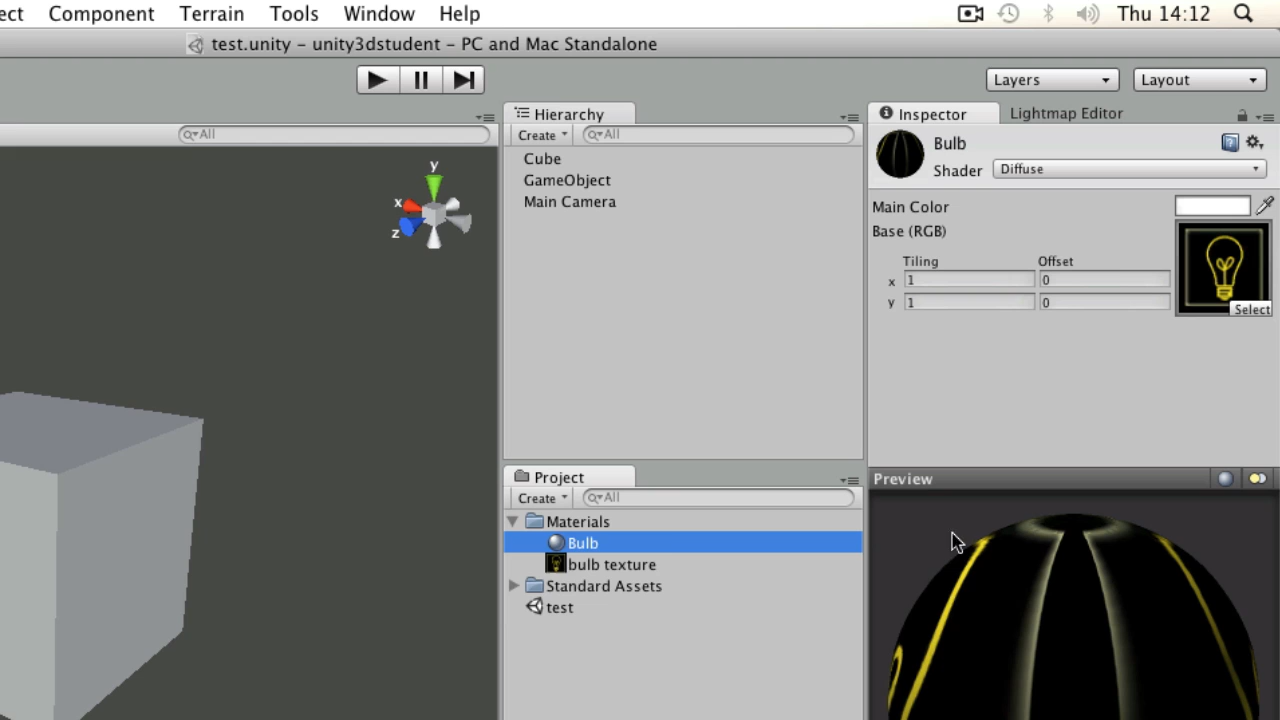 ect Component Terrain Tools Window Help Thu 14:12
test.unity – unity3dstudent – PC and Mac Standalone
Layers Layout
Hierarchy Inspector Lightmap Editor
All Create All
Bulb
Shader Diffuse
y
x
z
Cube
GameObject
Main Camera
Main Color
Base (RGB)
Tiling Offset
x 1 0
y 1 0
Select
Project
Create All
Preview
Materials
Bulb
bulb texture
Standard Assets
test